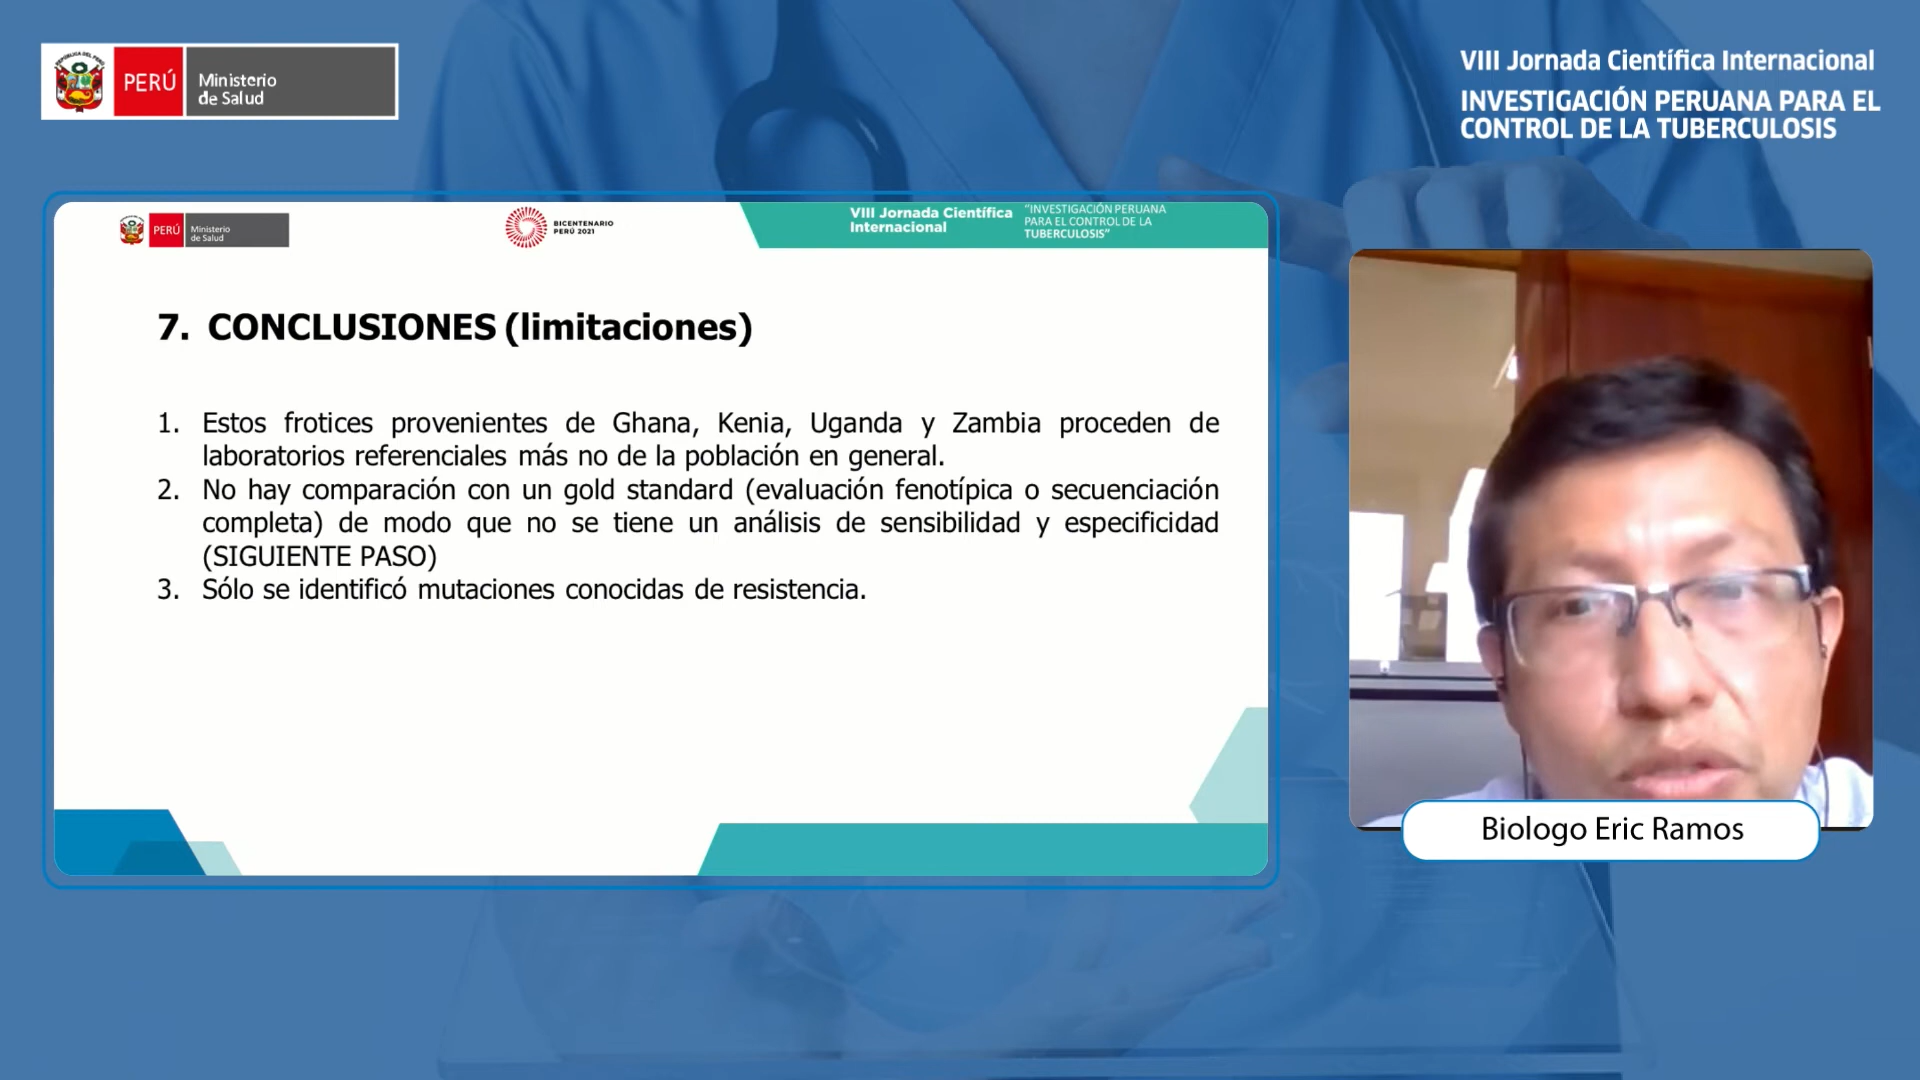 REPÚBLICA DEL PERÚ
PERÚ
Ministerio
de Salud
VIII Jornada Científica Internacional
INVESTIGACIÓN PERUANA PARA EL
CONTROL DE LA TUBERCULOSIS
PERÚ
Ministerio
de Salud
BICENTENARIO
PERÚ 2021
VIII Jornada Científica
Internacional
"INVESTIGACIÓN PERUANA
PARA EL CONTROL DE LA
TUBERCULOSIS"
7. CONCLUSIONES (limitaciones)
1. Estos frotices provenientes de Ghana, Kenia, Uganda y Zambia proceden de
laboratorios referenciales más no de la población en general.
2. No hay comparación con un gold standard (evaluación fenotípica o secuenciación
completa) de modo que no se tiene un análisis de sensibilidad y especificidad
(SIGUIENTE PASO)
3. Sólo se identificó mutaciones conocidas de resistencia.
Biologo Eric Ramos